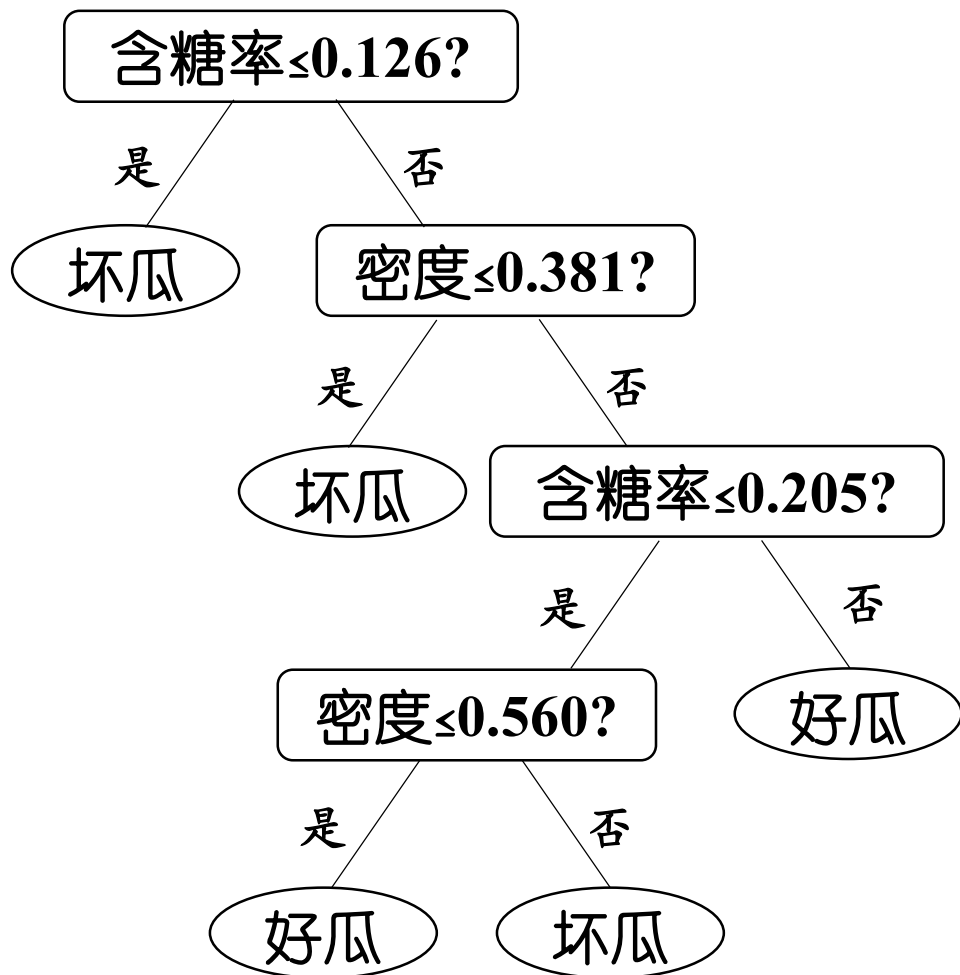 含糖率≤0.126?
是
否
坏瓜
密度≤0.381?
是
否
坏瓜
含糖率≤0.205?
是
否
密度≤0.560?
好瓜
是
否
好瓜
坏瓜